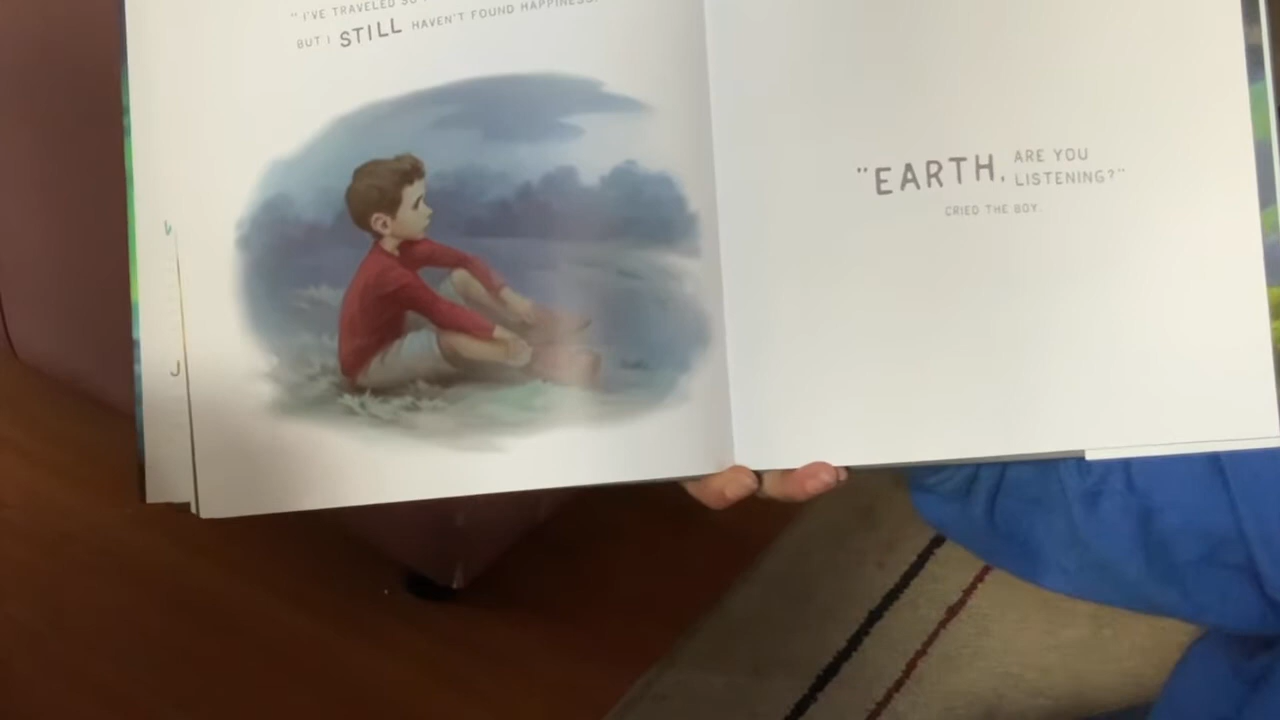 "I'VE TRAVELED SO
BUT I STILL HAVEN'T FOUND HAPPINESS.
"EARTH, ARE YOU
LISTENING?"
CRIED THE BOY.